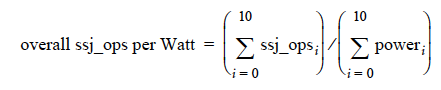 overall ssj_ops per Watt = (∑_{i = 0}^{10} ssj_ops_i) / (∑_{i = 0}^{10} power_i)